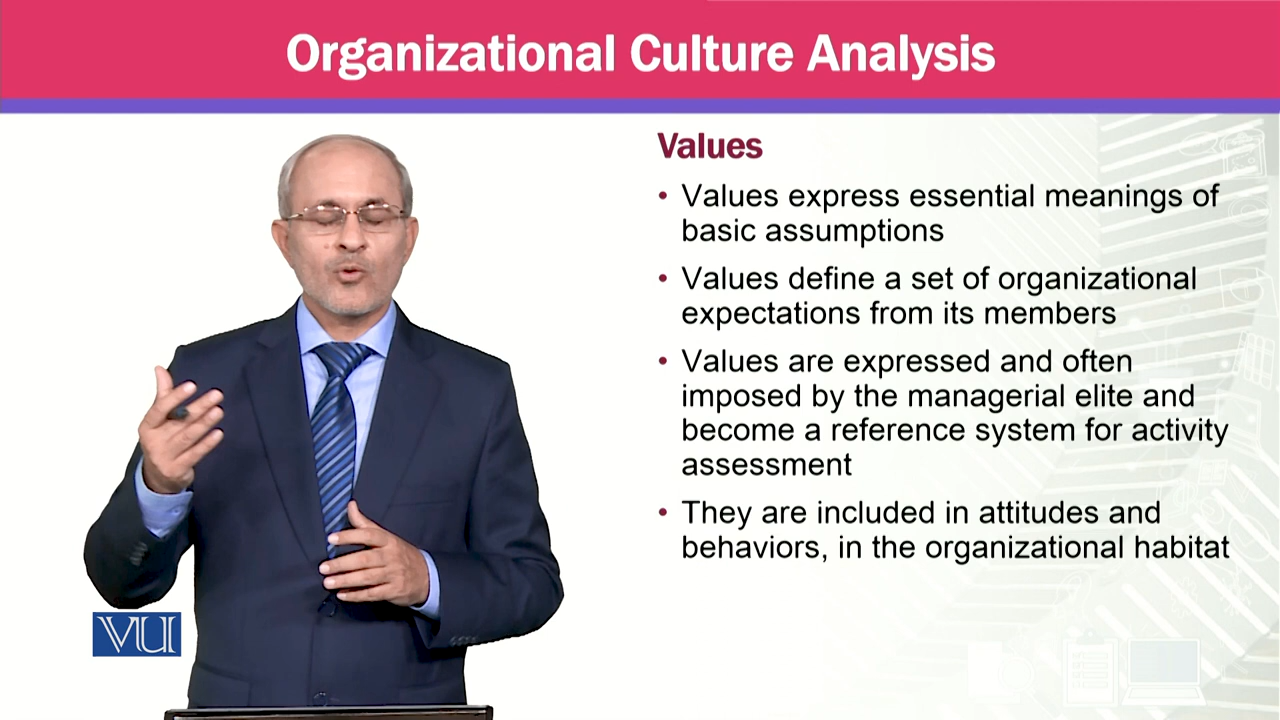 Organizational Culture Analysis
Values
• Values express essential meanings of
basic assumptions
• Values define a set of organizational
expectations from its members
• Values are expressed and often
imposed by the managerial elite and
become a reference system for activity
assessment
• They are included in attitudes and
behaviors, in the organizational habitat
VU